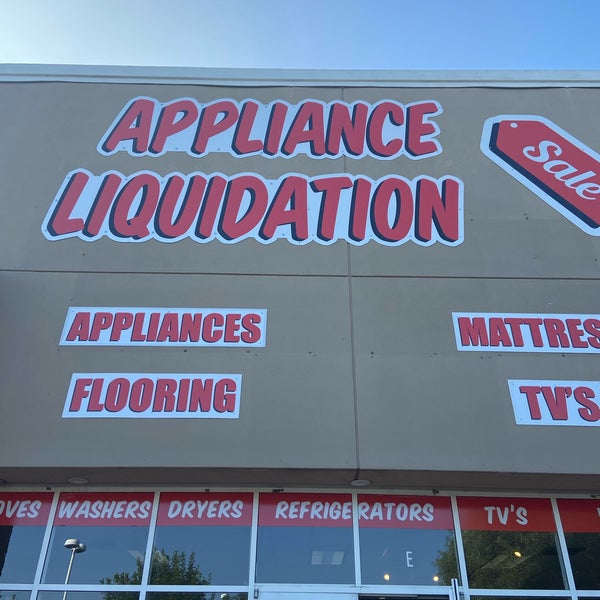 APPLIANCE
LIQUIDATION
Sale
APPLIANCES
MATTRES
FLOORING
TV'S
OVES WASHERS DRYERS REFRIGERATORS TV'S
E